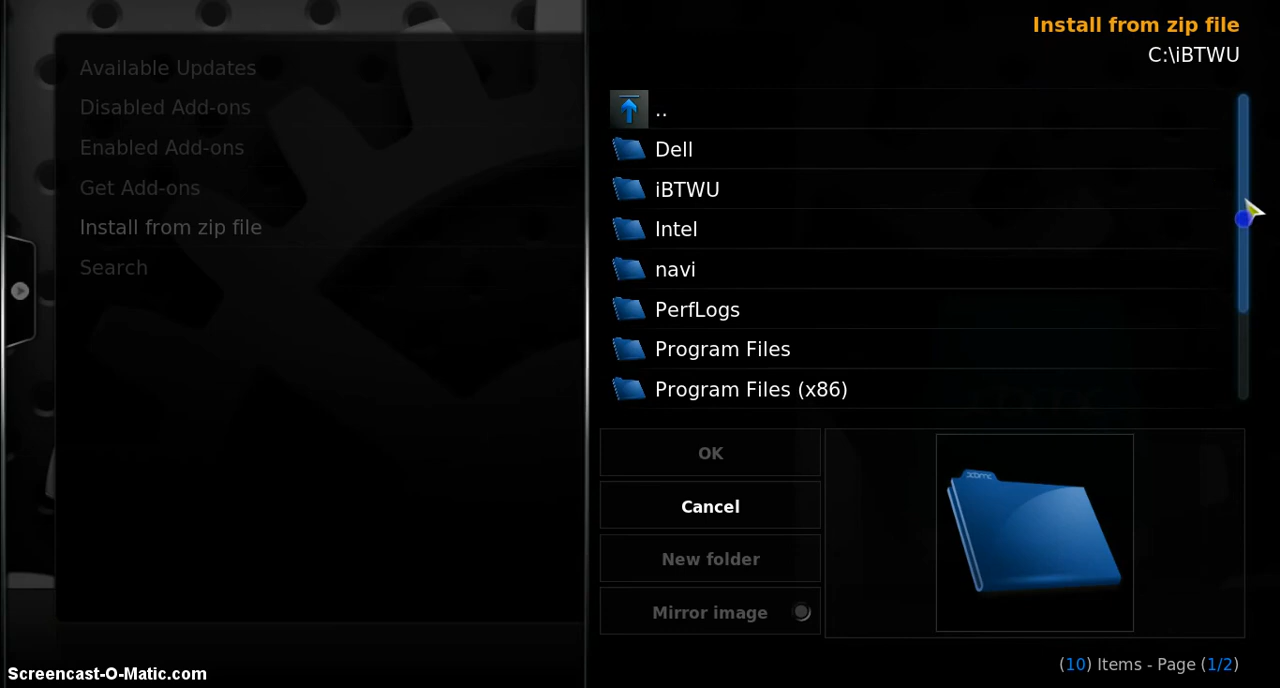 Install from zip file
C:\iBTWU
Available Updates
Disabled Add-ons
Enabled Add-ons
Get Add-ons
Install from zip file
Search
..
Dell
iBTWU
Intel
navi
PerfLogs
Program Files
Program Files (x86)
OK
Cancel
New folder
Mirror image
(10) Items - Page (1/2)
Screencast-O-Matic.com